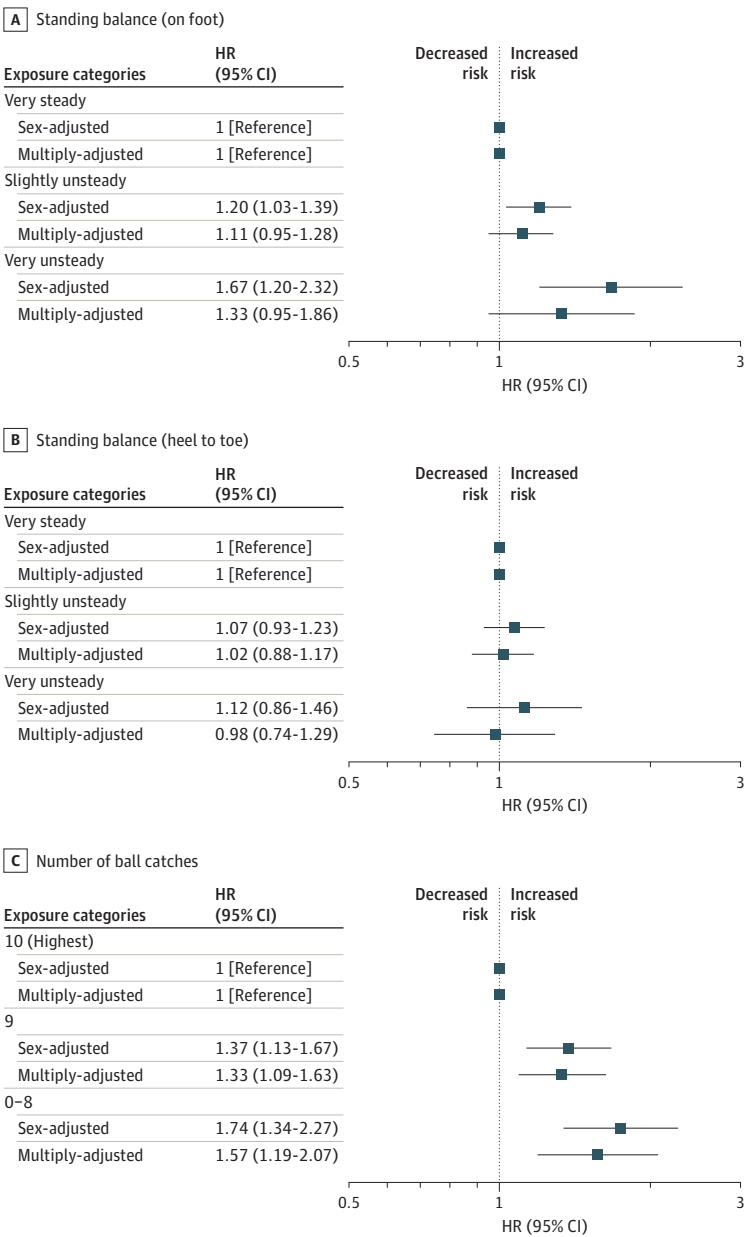 A Standing balance (on foot)
Exposure categories HR (95% CI) Decreased risk Increased risk
Very steady
Sex-adjusted 1 [Reference]
Multiply-adjusted 1 [Reference]
Slightly unsteady
Sex-adjusted 1.20 (1.03-1.39)
Multiply-adjusted 1.11 (0.95-1.28)
Very unsteady
Sex-adjusted 1.67 (1.20-2.32)
Multiply-adjusted 1.33 (0.95-1.86)
0.5 1 3
HR (95% CI)
B Standing balance (heel to toe)
Exposure categories HR (95% CI) Decreased risk Increased risk
Very steady
Sex-adjusted 1 [Reference]
Multiply-adjusted 1 [Reference]
Slightly unsteady
Sex-adjusted 1.07 (0.93-1.23)
Multiply-adjusted 1.02 (0.88-1.17)
Very unsteady
Sex-adjusted 1.12 (0.86-1.46)
Multiply-adjusted 0.98 (0.74-1.29)
0.5 1 3
HR (95% CI)
C Number of ball catches
Exposure categories HR (95% CI) Decreased risk Increased risk
10 (Highest)
Sex-adjusted 1 [Reference]
Multiply-adjusted 1 [Reference]
9
Sex-adjusted 1.37 (1.13-1.67)
Multiply-adjusted 1.33 (1.09-1.63)
0–8
Sex-adjusted 1.74 (1.34-2.27)
Multiply-adjusted 1.57 (1.19-2.07)
0.5 1 3
HR (95% CI)